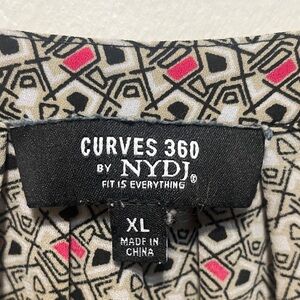 CURVES 360
BY NYDJ®
FIT IS EVERYTHING
XL
MADE IN
CHINA